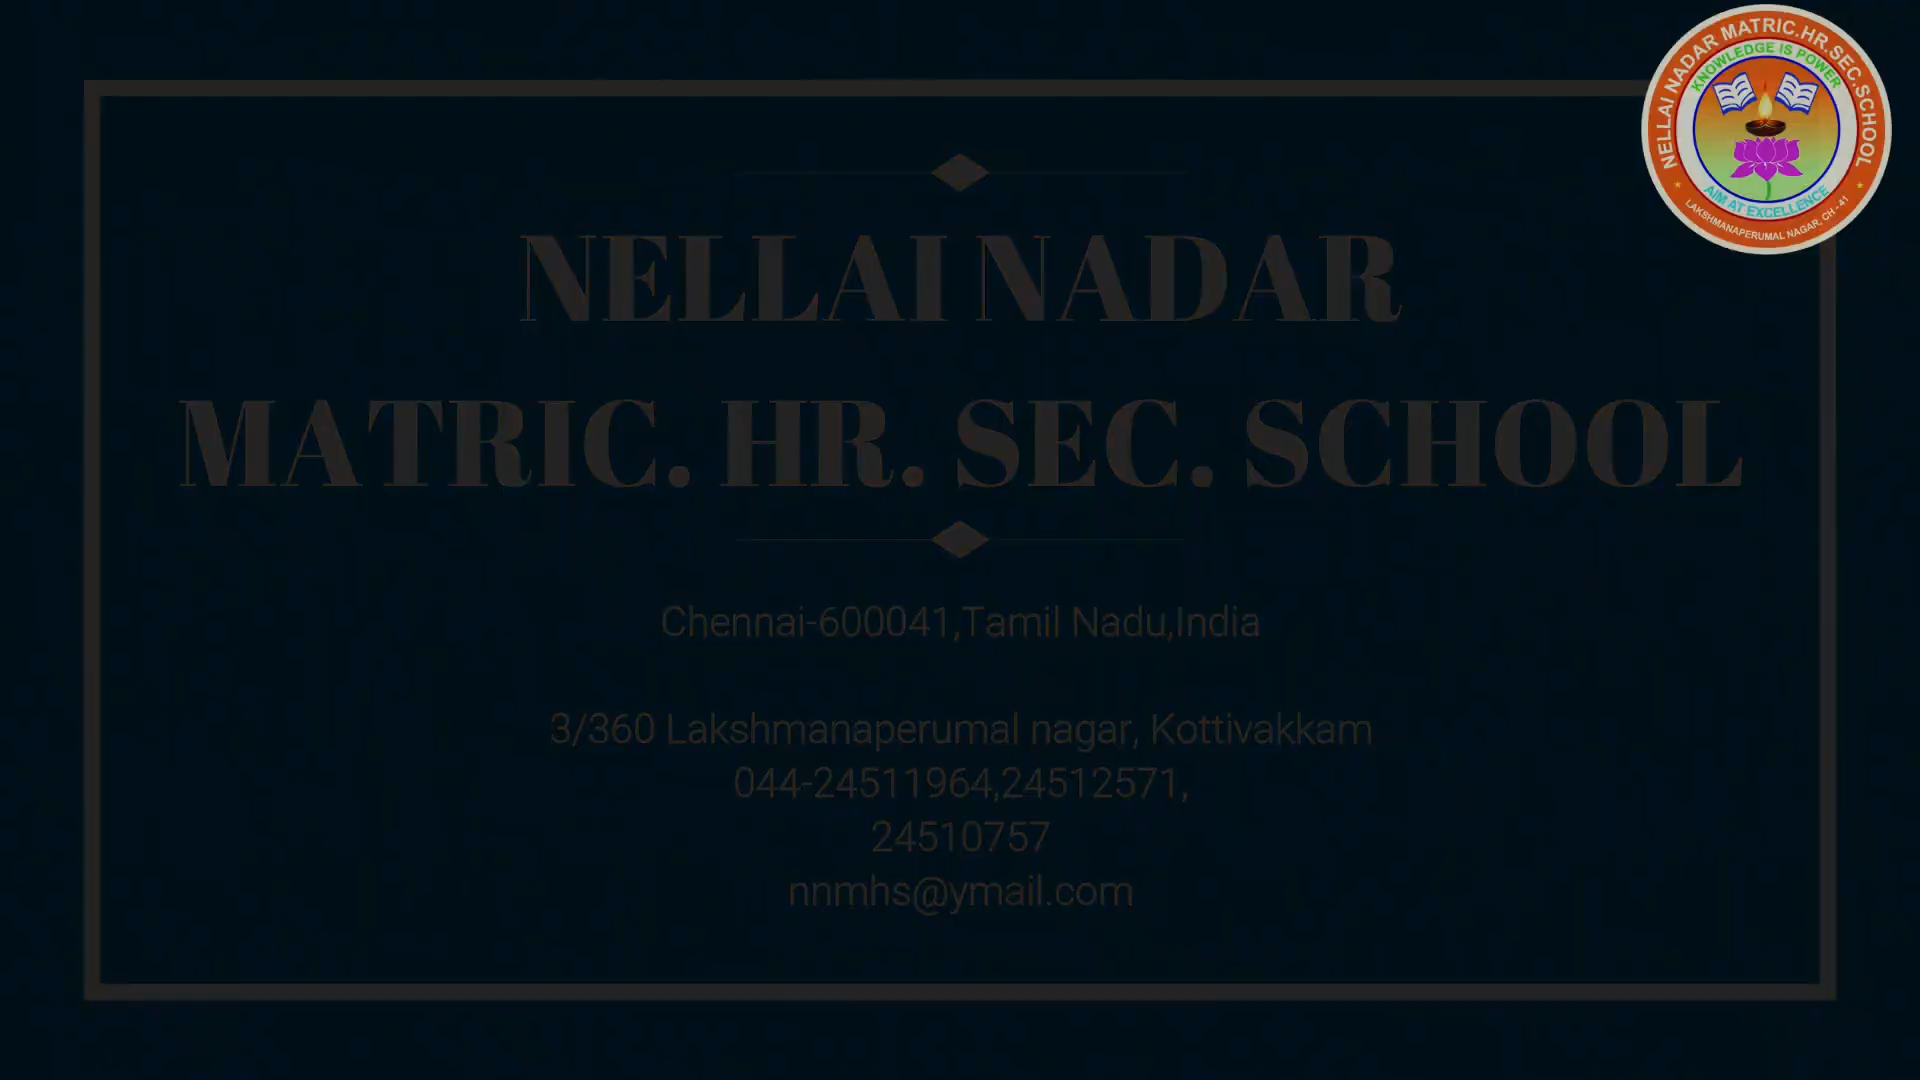 NELLAI NADAR MATRIC.HR.SEC.SCHOOL
KNOWLEDGE IS POWER
AIM AT EXCELLENCE
LAKSHMANAPERUMAL NAGAR, CH - 41
NELLAI NADAR
MATRIC. HR. SEC. SCHOOL
Chennai-600041,Tamil Nadu,India
3/360 Lakshmanaperumal nagar, Kottivakkam
044-24511964,24512571,
24510757
nnmhs@ymail.com